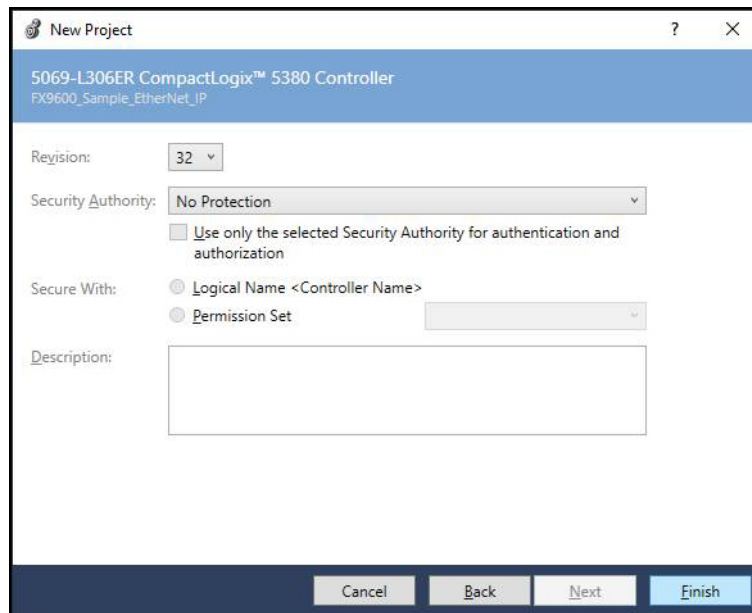 New Project
?
5069-L306ER CompactLogix™ 5380 Controller
FX9600_Sample_EtherNet_IP
Revision:
32
Security Authority:
No Protection
Use only the selected Security Authority for authentication and
authorization
Secure With:
Logical Name <Controller Name>
Permission Set
Description:
Cancel
Back
Next
Finish